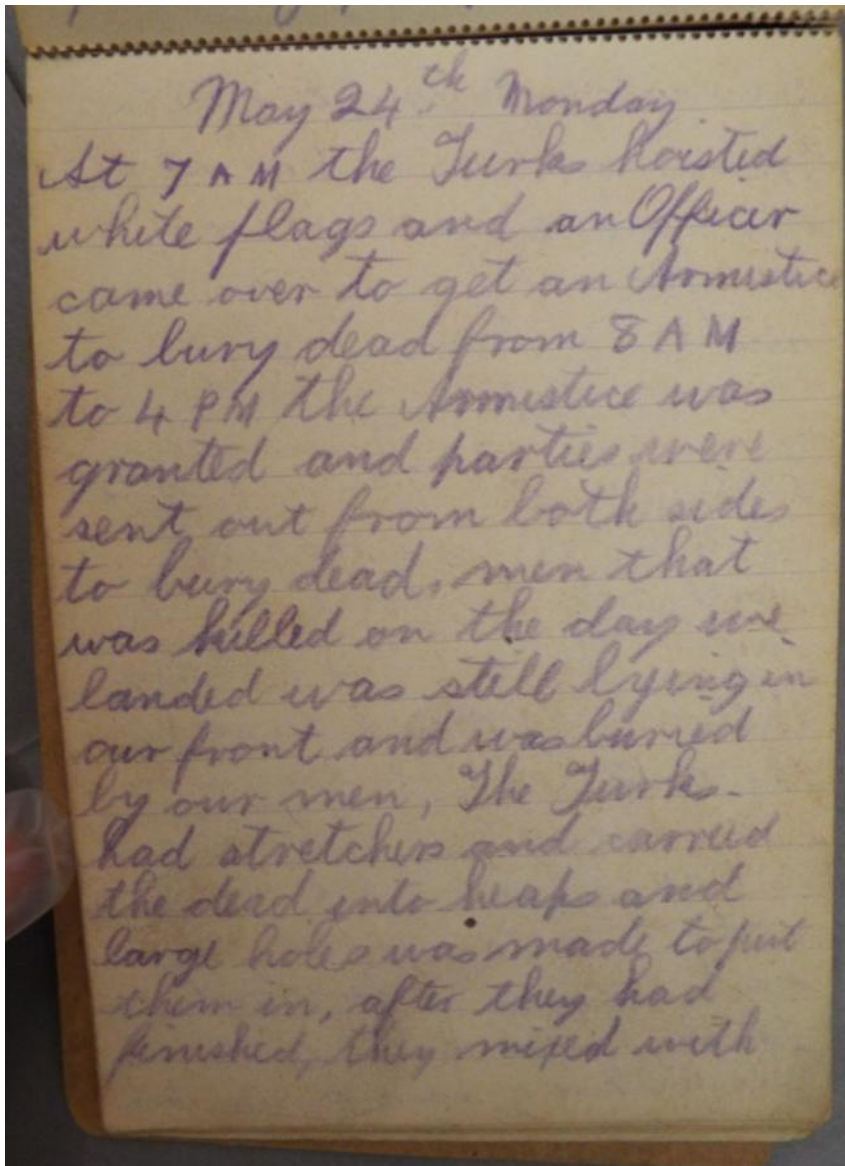 May 24th Monday.
At 7 AM the Turks hoisted
white flags and an Officer
came over to get an Armistice
to bury dead from 8 AM
to 4 PM the Armistice was
granted and parties were
sent out from both sides
to bury dead, men that
was killed on the day we
landed was still lying in
our front and was buried
by our men, The Turks
had stretchers and carried
the dead into heaps and
large holes was made to put
them in, after they had
finished, they mixed with